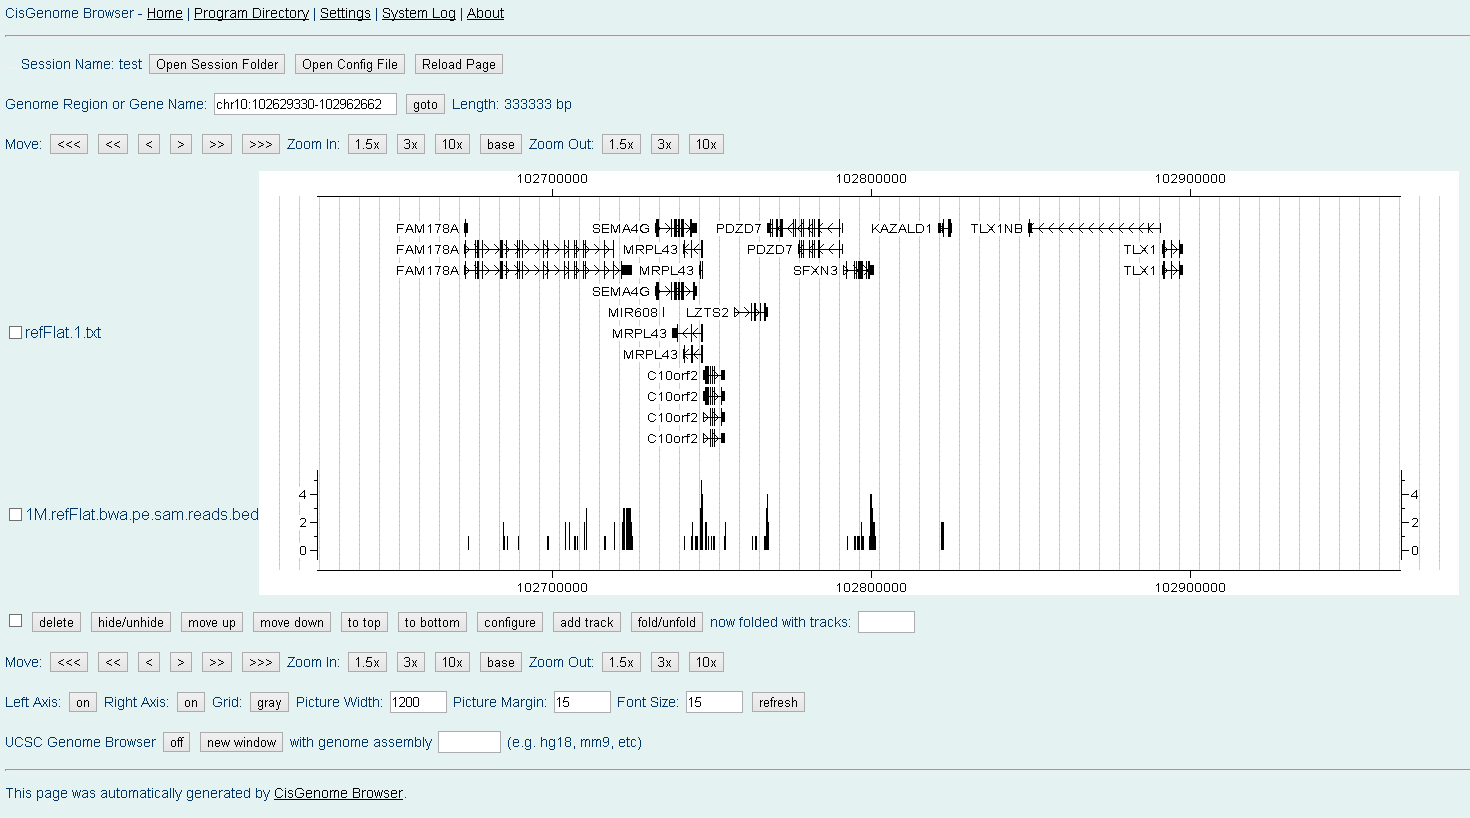 CisGenome Browser - Home | Program Directory | Settings | System Log | About
Session Name: test Open Session Folder Open Config File Reload Page
Genome Region or Gene Name: chr10:102629330-102962662 goto Length: 333333 bp
Move: <<< << < > >> >>> Zoom In: 1.5x 3x 10x base Zoom Out: 1.5x 3x 10x
102700000 102800000 102900000
FAM178A SEMA4G PDZD7 KAZALD1 TLX1NB
FAM178A MRPL43 PDZD7 TLX1
FAM178A MRPL43 SFXN3 TLX1
SEMA4G
MIR608 LZTS2
refFlat.1.txt MRPL43
MRPL43
C10orf2
C10orf2
C10orf2
C10orf2
4 4
1M.refFlat.bwa.pe.sam.reads.bed
2 2
0 0
102700000 102800000 102900000
delete hide/unhide move up move down to top to bottom configure add track fold/unfold now folded with tracks:
Move: <<< << < > >> >>> Zoom In: 1.5x 3x 10x base Zoom Out: 1.5x 3x 10x
Left Axis: on Right Axis: on Grid: gray Picture Width: 1200 Picture Margin: 15 Font Size: 15 refresh
UCSC Genome Browser off new window with genome assembly (e.g. hg18, mm9, etc)
This page was automatically generated by CisGenome Browser.